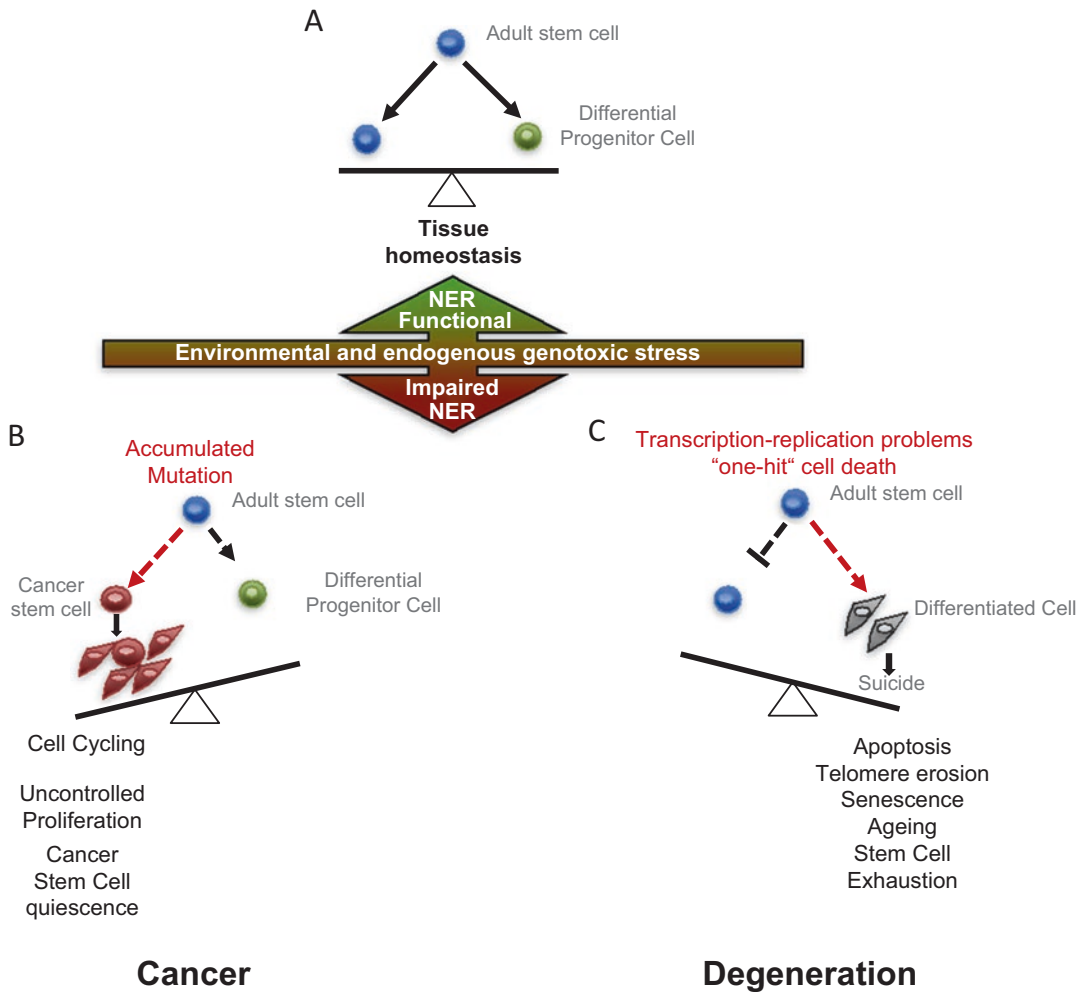 A
Adult stem cell
Differential
Progenitor Cell
Tissue
homeostasis
NER
Functional
Environmental and endogenous genotoxic stress
Impaired
NER
B
Accumulated
Mutation
Adult stem cell
Cancer
stem cell
Differential
Progenitor Cell
Cell Cycling
Uncontrolled
Proliferation
Cancer
Stem Cell
quiescence
Cancer
C
Transcription-replication problems
“one-hit“ cell death
Adult stem cell
Differentiated Cell
Suicide
Apoptosis
Telomere erosion
Senescence
Ageing
Stem Cell
Exhaustion
Degeneration